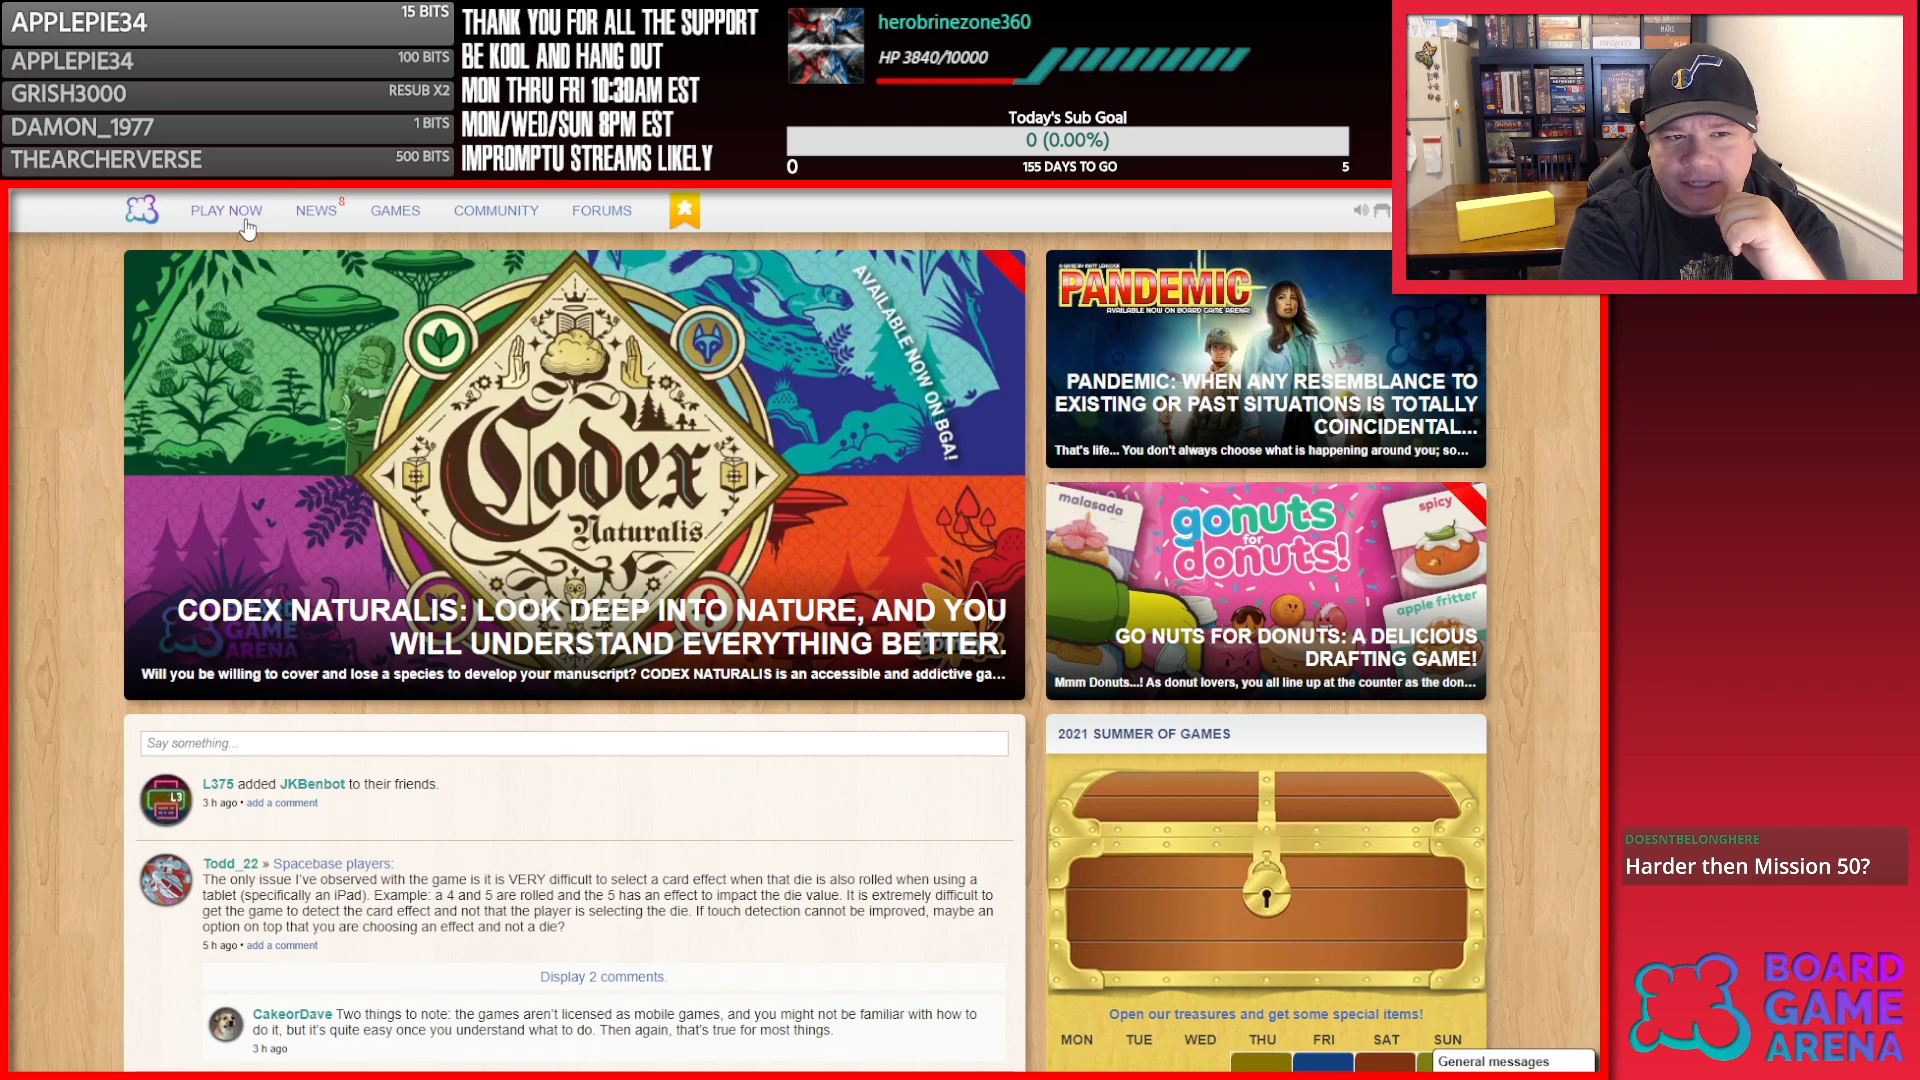 APPLEPIE34 15 BITS
APPLEPIE34 100 BITS
GRISH3000 RESUB X2
DAMON_1977 1 BITS
THEARCHERVERSE 500 BITS
THANK YOU FOR ALL THE SUPPORT
BE KOOL AND HANG OUT
MON THRU FRI 10:30AM EST
MON/WED/SUN 8PM EST
IMPROMPTU STREAMS LIKELY
herobrinezone360
HP 3840/10000
Today's Sub Goal
0 (0.00%)
0 155 DAYS TO GO 5
PLAY NOW NEWS 8 GAMES COMMUNITY FORUMS
AVAILABLE NOW ON BGA!
Codex
Naturalis
GAME
ARENA
CODEX NATURALIS: LOOK DEEP INTO NATURE, AND YOU
WILL UNDERSTAND EVERYTHING BETTER.
Will you be willing to cover and lose a species to develop your manuscript? CODEX NATURALIS is an accessible and addictive ga...
PANDEMIC
AVAILABLE NOW ON BOARD GAME ARENA!
PANDEMIC: WHEN ANY RESEMBLANCE TO
EXISTING OR PAST SITUATIONS IS TOTALLY
COINCIDENTAL...
That's life... You don't always choose what is happening around you; so...
malasada
go nuts
for
donuts!
spicy
apple fritter
GO NUTS FOR DONUTS: A DELICIOUS
DRAFTING GAME!
Mmm Donuts...! As donut lovers, you all line up at the counter as the don...
Say something...
L375 added JKBenbot to their friends.
3 h ago • add a comment
Todd_22 » Spacebase players:
The only issue I've observed with the game is it is VERY difficult to select a card effect when that die is also rolled when using a
tablet (specifically an iPad). Example: a 4 and 5 are rolled and the 5 has an effect to impact the die value. It is extremely difficult to
get the game to detect the card effect and not that the player is selecting the die. If touch detection cannot be improved, maybe an
option on top that you are choosing an effect and not a die?
5 h ago • add a comment
Display 2 comments.
CakeorDave Two things to note: the games aren't licensed as mobile games, and you might not be familiar with how to
do it, but it's quite easy once you understand what to do. Then again, that's true for most things.
3 h ago
2021 SUMMER OF GAMES
Open our treasures and get some special items!
MON TUE WED THU FRI SAT SUN
General messages
DOESNTBELONGHERE
Harder then Mission 50?
BOARD
GAME
ARENA